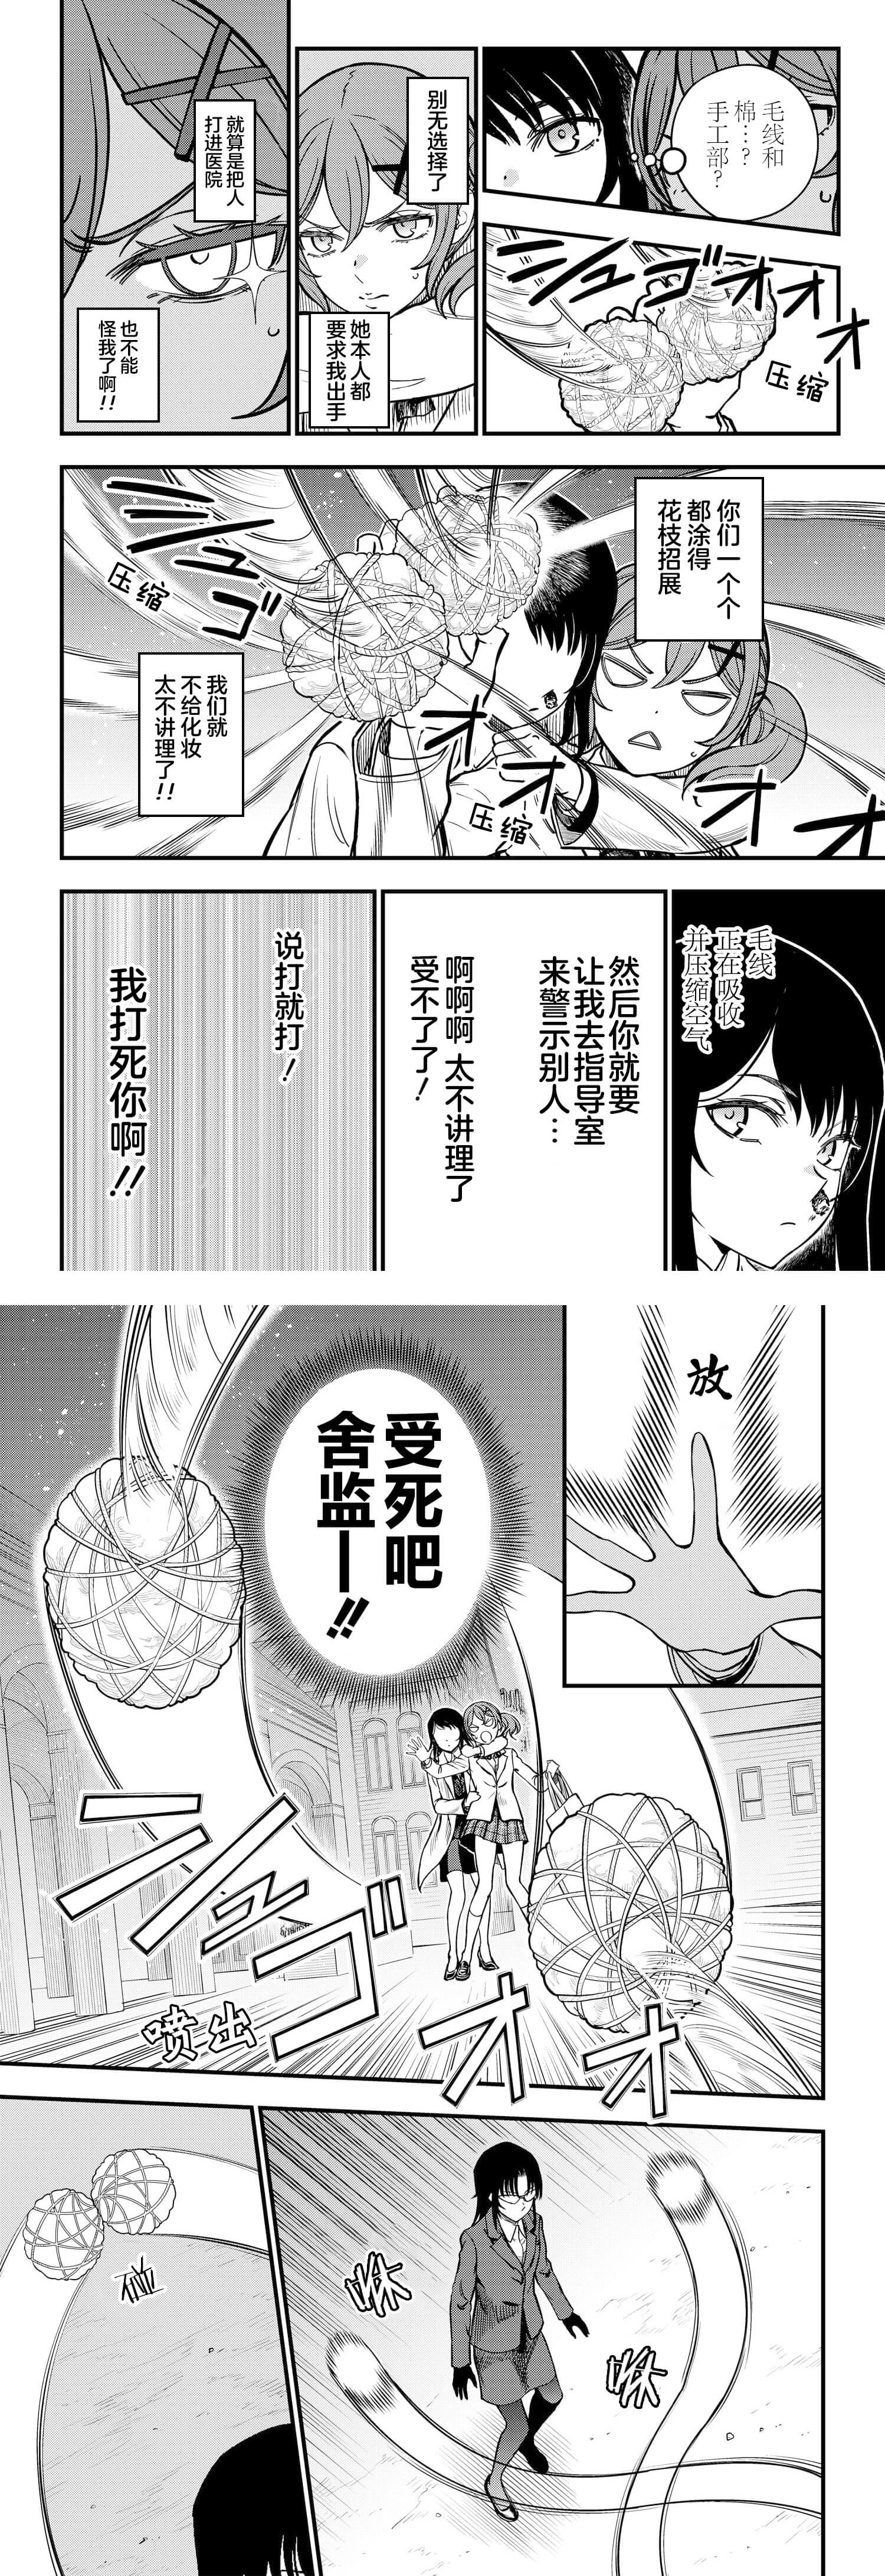 毛线和
棉…？
手工部？
シュゴオオオ
压缩
别无选择了
她本人都
要求我出手
就算是把人
打进医院
也不能
怪我了啊!!
你们一个个
都涂得
花枝招展
シュゴ
压缩
オオオ
压缩
我们就
不给化妆
太不讲理了!!
毛线
正在吸收
并压缩空气
然后你就要
让我去指导室
来警示别人…
啊啊啊 太不讲理了
受不了了!
说打就打!
我打死你啊!!
放
受死吧
舍监ー!!
シュゴオオオ
喷出
咻
咻
碰